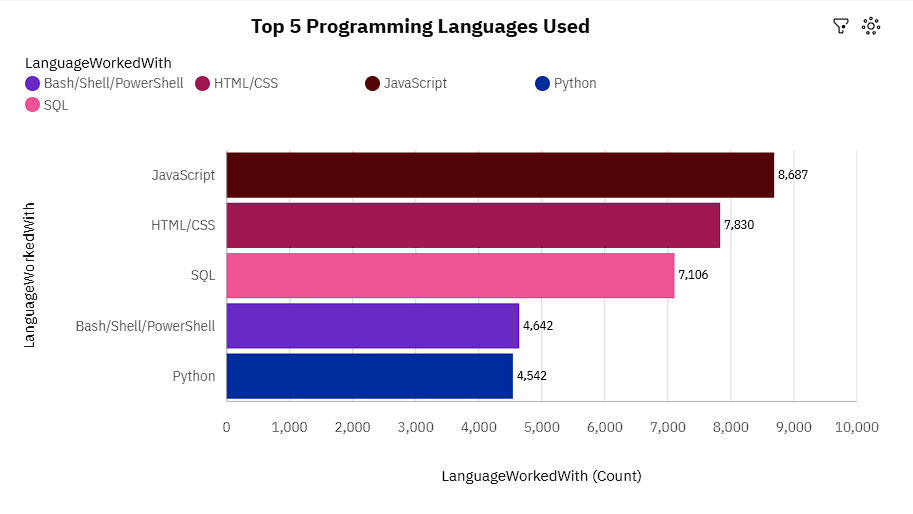 Top 5 Programming Languages Used
LanguageWorkedWith
Bash/Shell/PowerShell HTML/CSS JavaScript Python
SQL
LanguageWorkedWith
JavaScript 8,687
HTML/CSS 7,830
SQL 7,106
Bash/Shell/PowerShell 4,642
Python 4,542
0 1,000 2,000 3,000 4,000 5,000 6,000 7,000 8,000 9,000 10,000
LanguageWorkedWith (Count)